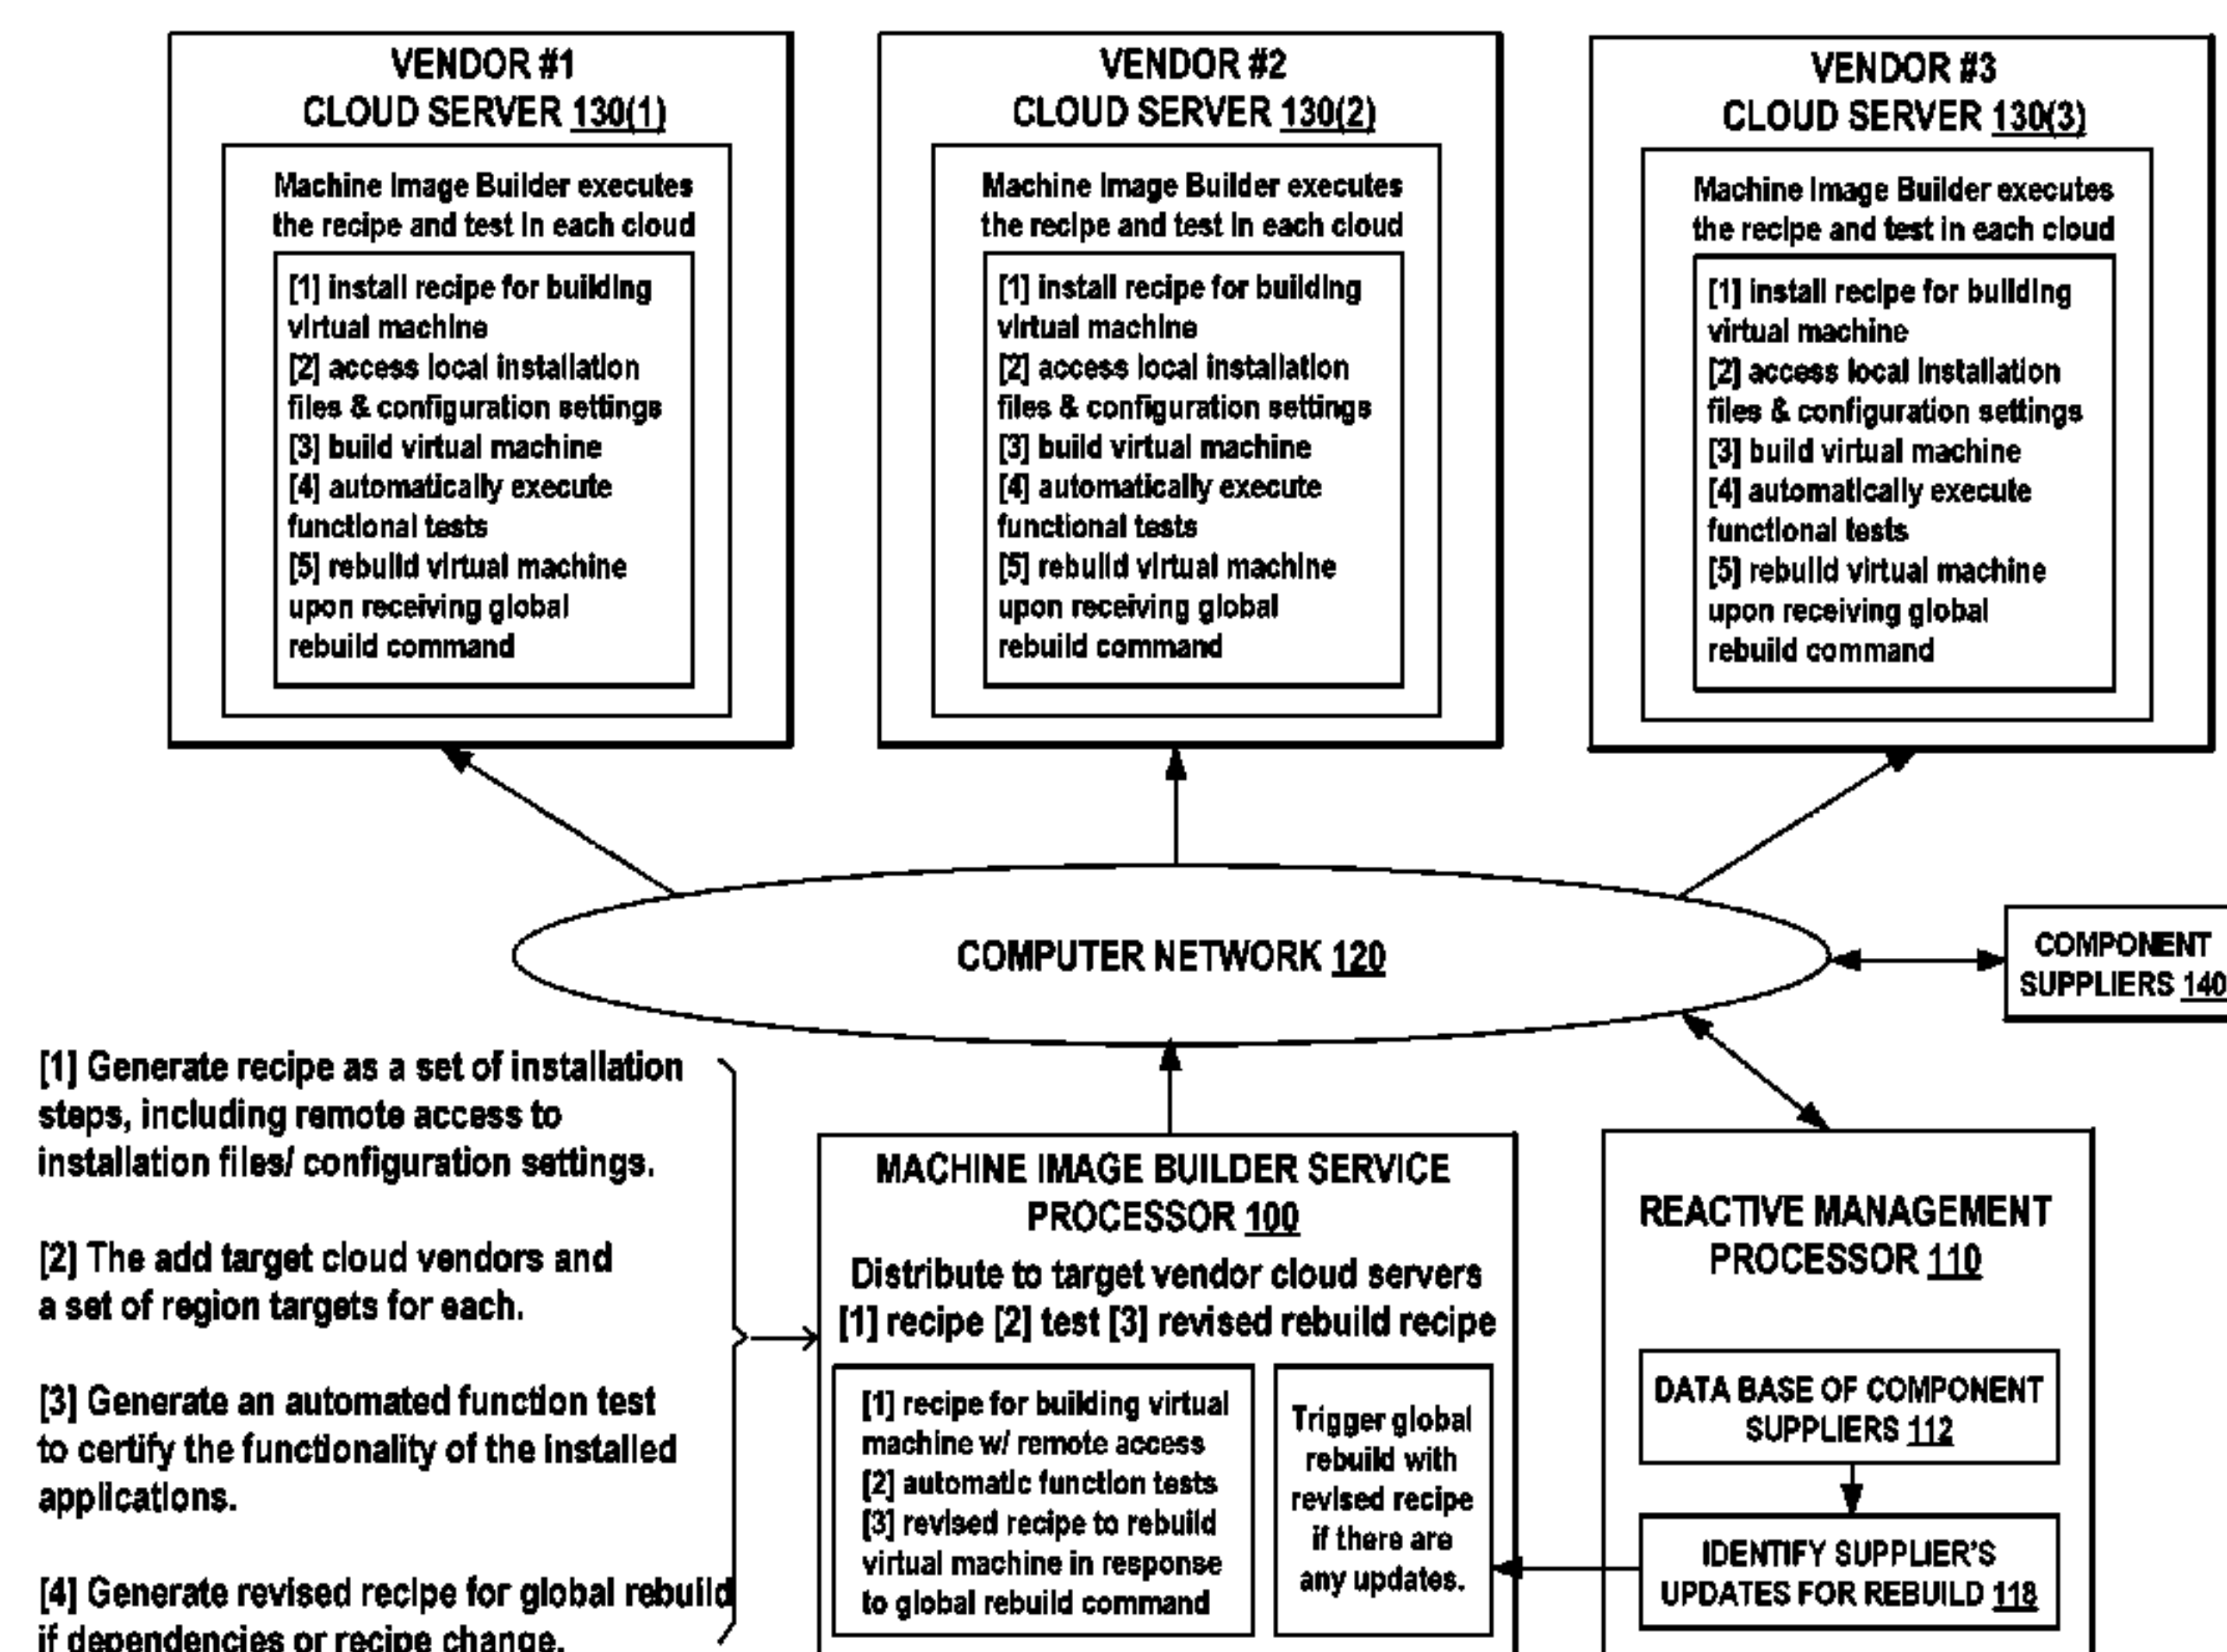 VENDOR #1
CLOUD SERVER 130(1)
Machine Image Builder executes
the recipe and test in each cloud
[1] install recipe for building
virtual machine
[2] access local installation
files & configuration settings
[3] build virtual machine
[4] automatically execute
functional tests
[5] rebuild virtual machine
upon receiving global
rebuild command
VENDOR #2
CLOUD SERVER 130(2)
Machine Image Builder executes
the recipe and test in each cloud
[1] install recipe for building
virtual machine
[2] access local installation
files & configuration settings
[3] build virtual machine
[4] automatically execute
functional tests
[5] rebuild virtual machine
upon receiving global
rebuild command
VENDOR #3
CLOUD SERVER 130(3)
Machine Image Builder executes
the recipe and test in each cloud
[1] install recipe for building
virtual machine
[2] access local installation
files & configuration settings
[3] build virtual machine
[4] automatically execute
functional tests
[5] rebuild virtual machine
upon receiving global
rebuild command
COMPUTER NETWORK 120
COMPONENT
SUPPLIERS 140
[1] Generate recipe as a set of installation
steps, including remote access to
installation files/ configuration settings.
[2] The add target cloud vendors and
a set of region targets for each.
[3] Generate an automated function test
to certify the functionality of the installed
applications.
[4] Generate revised recipe for global rebuild
if dependencies or recipe change.
MACHINE IMAGE BUILDER SERVICE
PROCESSOR 100
Distribute to target vendor cloud servers
[1] recipe [2] test [3] revised rebuild recipe
[1] recipe for building virtual
machine w/ remote access
[2] automatic function tests
[3] revised recipe to rebuild
virtual machine in response
to global rebuild command
Trigger global
rebuild with
revised recipe
if there are
any updates.
REACTIVE MANAGEMENT
PROCESSOR 110
DATA BASE OF COMPONENT
SUPPLIERS 112
IDENTIFY SUPPLIER'S
UPDATES FOR REBUILD 118